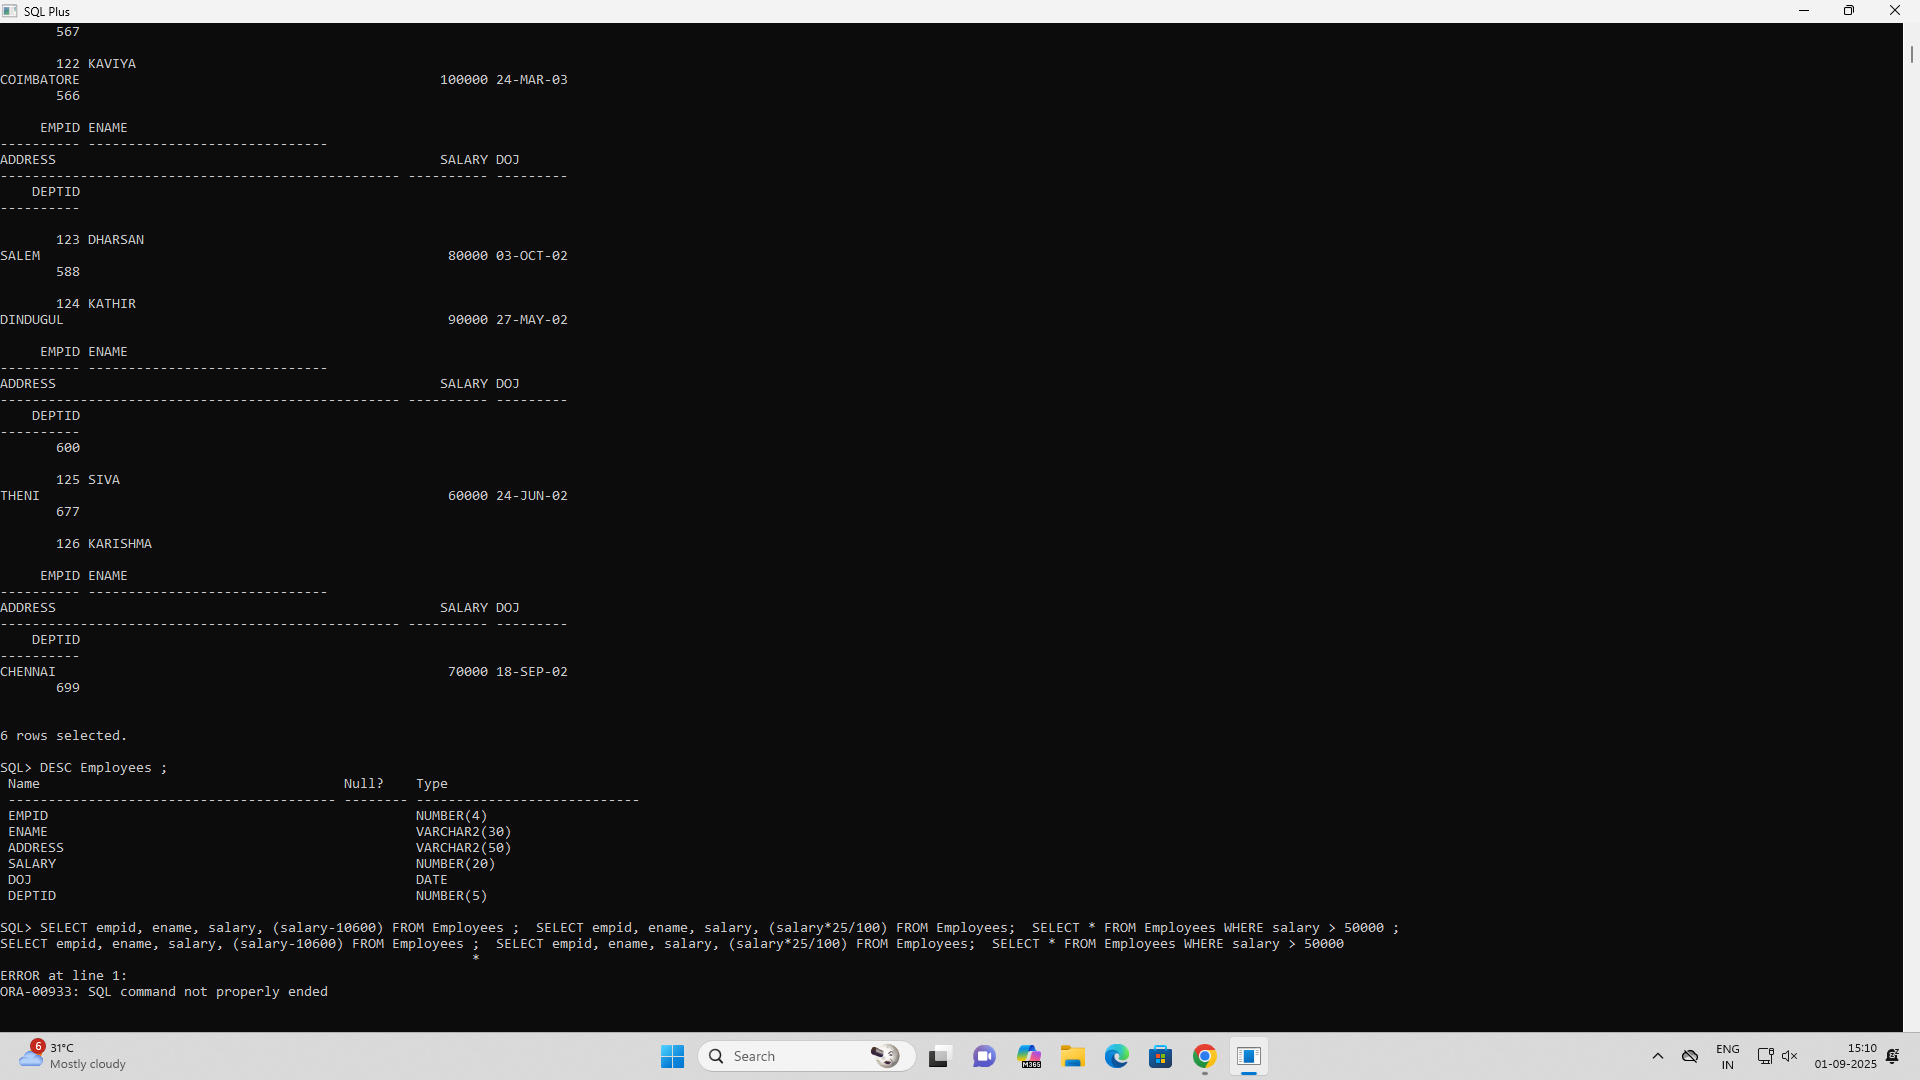 SQL Plus
567
122 KAVIYA
COIMBATORE 100000 24-MAR-03
566
EMPID ENAME
---------- ------------------------------
ADDRESS SALARY DOJ
-------------------------------------------------- ---------- ---------
DEPTID
----------
123 DHARSAN
SALEM 80000 03-OCT-02
588
124 KATHIR
DINDUGUL 90000 27-MAY-02
EMPID ENAME
---------- ------------------------------
ADDRESS SALARY DOJ
-------------------------------------------------- ---------- ---------
DEPTID
----------
600
125 SIVA
THENI 60000 24-JUN-02
677
126 KARISHMA
EMPID ENAME
---------- ------------------------------
ADDRESS SALARY DOJ
-------------------------------------------------- ---------- ---------
DEPTID
----------
CHENNAI 70000 18-SEP-02
699
6 rows selected.
SQL> DESC Employees ;
Name Null? Type
----------------------------------------- -------- ----------------------------
EMPID NUMBER(4)
ENAME VARCHAR2(30)
ADDRESS VARCHAR2(50)
SALARY NUMBER(20)
DOJ DATE
DEPTID NUMBER(5)
SQL> SELECT empid, ename, salary, (salary-10600) FROM Employees ;  SELECT empid, ename, salary, (salary*25/100) FROM Employees;  SELECT * FROM Employees WHERE salary > 50000 ;
SELECT empid, ename, salary, (salary-10600) FROM Employees ;  SELECT empid, ename, salary, (salary*25/100) FROM Employees;  SELECT * FROM Employees WHERE salary > 50000
*
ERROR at line 1:
ORA-00933: SQL command not properly ended
6
31°C
Mostly cloudy
Search
M365
ENG
IN
15:10
01-09-2025